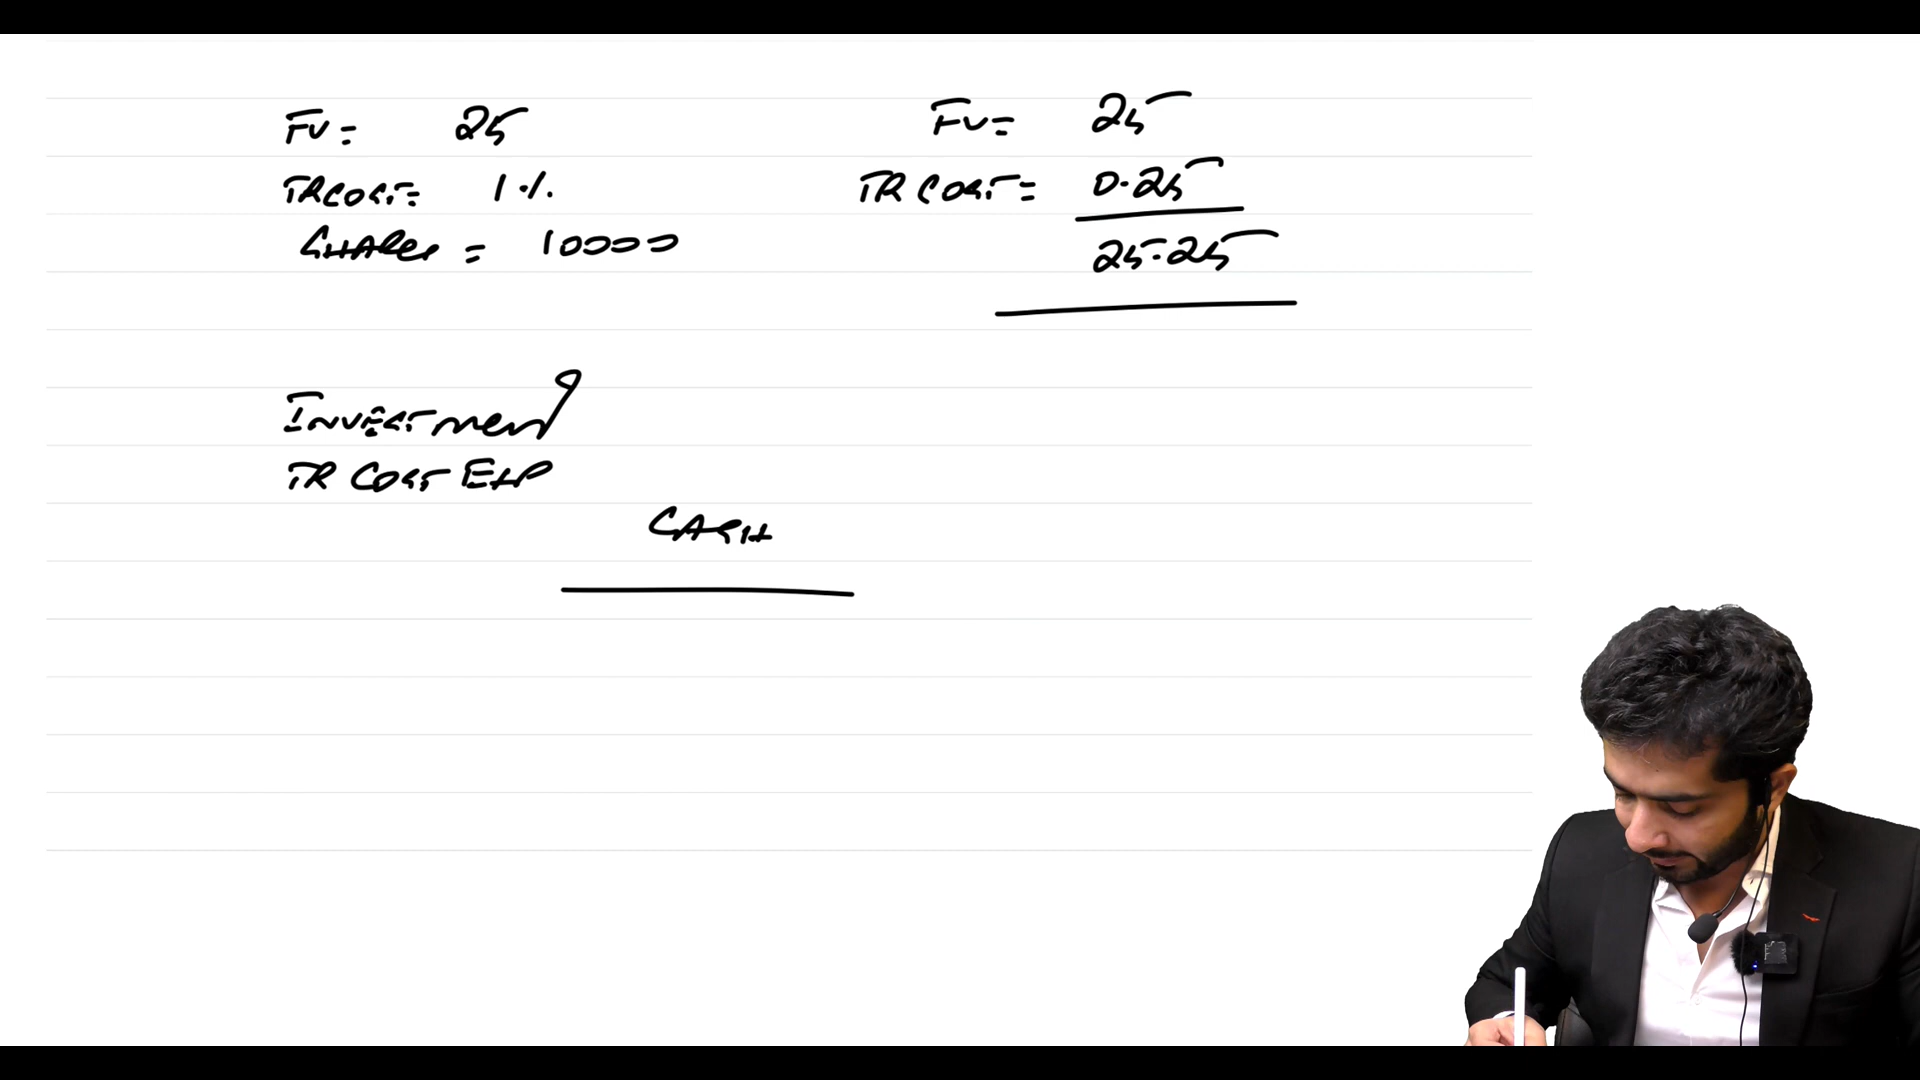 FV = 25
TR COST = 1%
SHARES = 10000
FV = 25
TR COST = 0.25
25.25
INVESTMENT
TR COST EXP
CASH